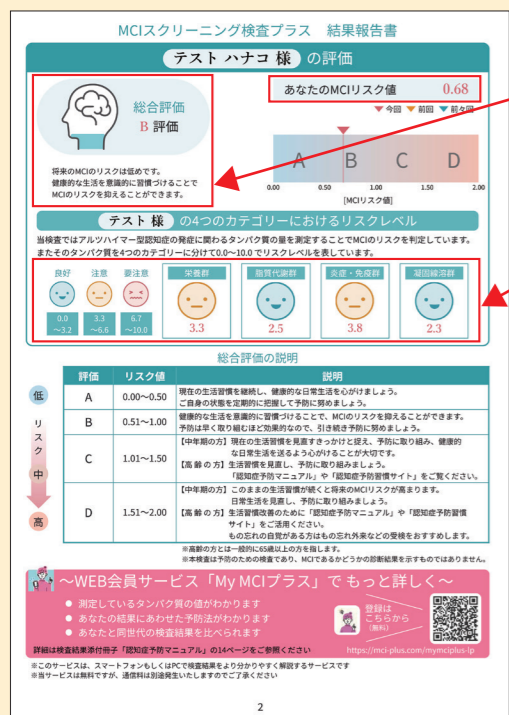 MCIスクリーニング検査プラス 結果報告書
テスト ハナコ 様 の評価
総合評価
B 評価
将来のMCIのリスクは低めです。
健康的な生活を意識的に習慣づけることで
MCIのリスクを抑えることができます。
あなたのMCIリスク値 0.68
▼今回 ▼前回 ▼前々回
A B C D
0.00 0.50 1.00 1.50 2.00
[MCIリスク値]
テスト 様 の4つのカテゴリーにおけるリスクレベル
当検査ではアルツハイマー型認知症の発症に関わるタンパク質の量を測定することでMCIのリスクを判定しています。
またそのタンパク質を4つのカテゴリーに分けて0.0〜10.0 でリスクレベルを表しています。
良好 注意 要注意
0.0 3.3 6.7
〜3.2 〜6.6 〜10.0
栄養群 脂質代謝群 炎症・免疫群 凝固線溶群
3.3 2.5 3.8 2.3
総合評価の説明
低
リスク
中
高
評価 リスク値 説明
A 0.00〜0.50 現在の生活習慣を継続し、健康的な日常生活を心がけましょう。
ご自身の状態を定期的に把握して予防に努めましょう。
B 0.51〜1.00 健康的な生活を意識的に習慣づけることで、MCIのリスクを抑えることができます。
予防は早く取り組むほど効果的なので、引き続き予防に努めましょう。
C 1.01〜1.50 【中年期の方】現在の生活習慣を見直すきっかけと捉え、予防に取り組み、健康的
な日常生活を送るよう心がけることが大切です。
【高齢の方】生活習慣を見直し、予防に取り組みましょう。
「認知症予防マニュアル」や「認知症予防習慣サイト」をご覧ください。
D 1.51〜2.00 【中年期の方】このままの生活習慣が続くと将来のMCIリスクが高まります。
日常生活を見直し、予防に取り組みましょう。
【高齢の方】生活習慣改善のために「認知症予防マニュアル」や「認知症予防習慣
サイト」をご活用ください。
もの忘れの自覚がある方はもの忘れ外来などの受検をおすすめします。
※高齢の方とは一般的に65歳以上の方を指します。
※本検査は予防のための検査であり、MCIであるかどうかの診断結果を示すものではありません。
〜WEB会員サービス「My MCIプラス」で もっと詳しく〜
● 測定しているタンパク質の値がわかります
● あなたの結果にあわせた予防法がわかります
● あなたと同世代の検査結果を比べられます
登録は
こちらから
(無料)
詳細は検査結果添付冊子「認知症予防マニュアル」の14ページをご参照ください
https://mci-plus.com/mymciplus-lp
※このサービスは、スマートフォンもしくはPCで検査結果をより分かりやすく解説するサービスです
※当サービスは無料ですが、通信料は別途発生いたしますのでご了承ください
2